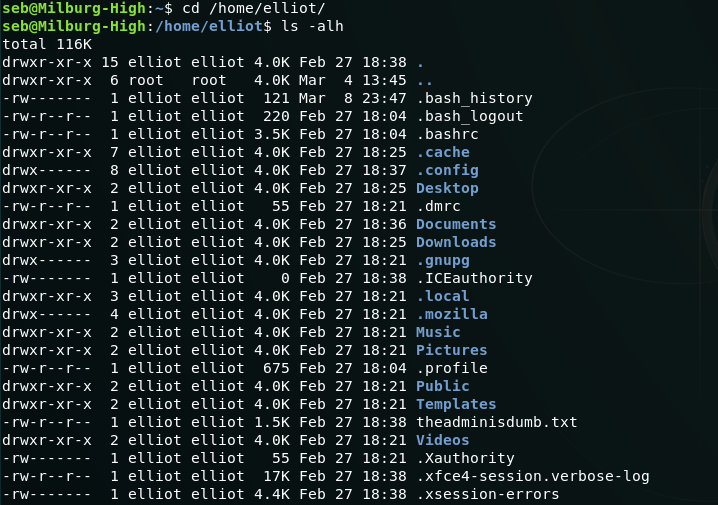 seb@Milburg-High:~$ cd /home/elliot/
seb@Milburg-High:/home/elliot$ ls -alh
total 116K
drwxr-xr-x 15 elliot elliot 4.0K Feb 27 18:38 .
drwxr-xr-x  6 root   root   4.0K Mar  4 13:45 ..
-rw-------  1 elliot elliot  121 Mar  8 23:47 .bash_history
-rw-r--r--  1 elliot elliot  220 Feb 27 18:04 .bash_logout
-rw-r--r--  1 elliot elliot 3.5K Feb 27 18:04 .bashrc
drwxr-xr-x  7 elliot elliot 4.0K Feb 27 18:25 .cache
drwx------  8 elliot elliot 4.0K Feb 27 18:37 .config
drwxr-xr-x  2 elliot elliot 4.0K Feb 27 18:25 Desktop
-rw-r--r--  1 elliot elliot   55 Feb 27 18:21 .dmrc
drwxr-xr-x  2 elliot elliot 4.0K Feb 27 18:36 Documents
drwxr-xr-x  2 elliot elliot 4.0K Feb 27 18:25 Downloads
drwx------  3 elliot elliot 4.0K Feb 27 18:21 .gnupg
-rw-------  1 elliot elliot    0 Feb 27 18:38 .ICEauthority
drwxr-xr-x  3 elliot elliot 4.0K Feb 27 18:21 .local
drwx------  4 elliot elliot 4.0K Feb 27 18:21 .mozilla
drwxr-xr-x  2 elliot elliot 4.0K Feb 27 18:21 Music
drwxr-xr-x  2 elliot elliot 4.0K Feb 27 18:21 Pictures
-rw-r--r--  1 elliot elliot  675 Feb 27 18:04 .profile
drwxr-xr-x  2 elliot elliot 4.0K Feb 27 18:21 Public
drwxr-xr-x  2 elliot elliot 4.0K Feb 27 18:21 Templates
-rw-r--r--  1 elliot elliot 1.5K Feb 27 18:38 theadminisdumb.txt
drwxr-xr-x  2 elliot elliot 4.0K Feb 27 18:21 Videos
-rw-------  1 elliot elliot   55 Feb 27 18:21 .Xauthority
-rw-r--r--  1 elliot elliot  17K Feb 27 18:38 .xfce4-session.verbose-log
-rw-------  1 elliot elliot 4.4K Feb 27 18:38 .xsession-errors